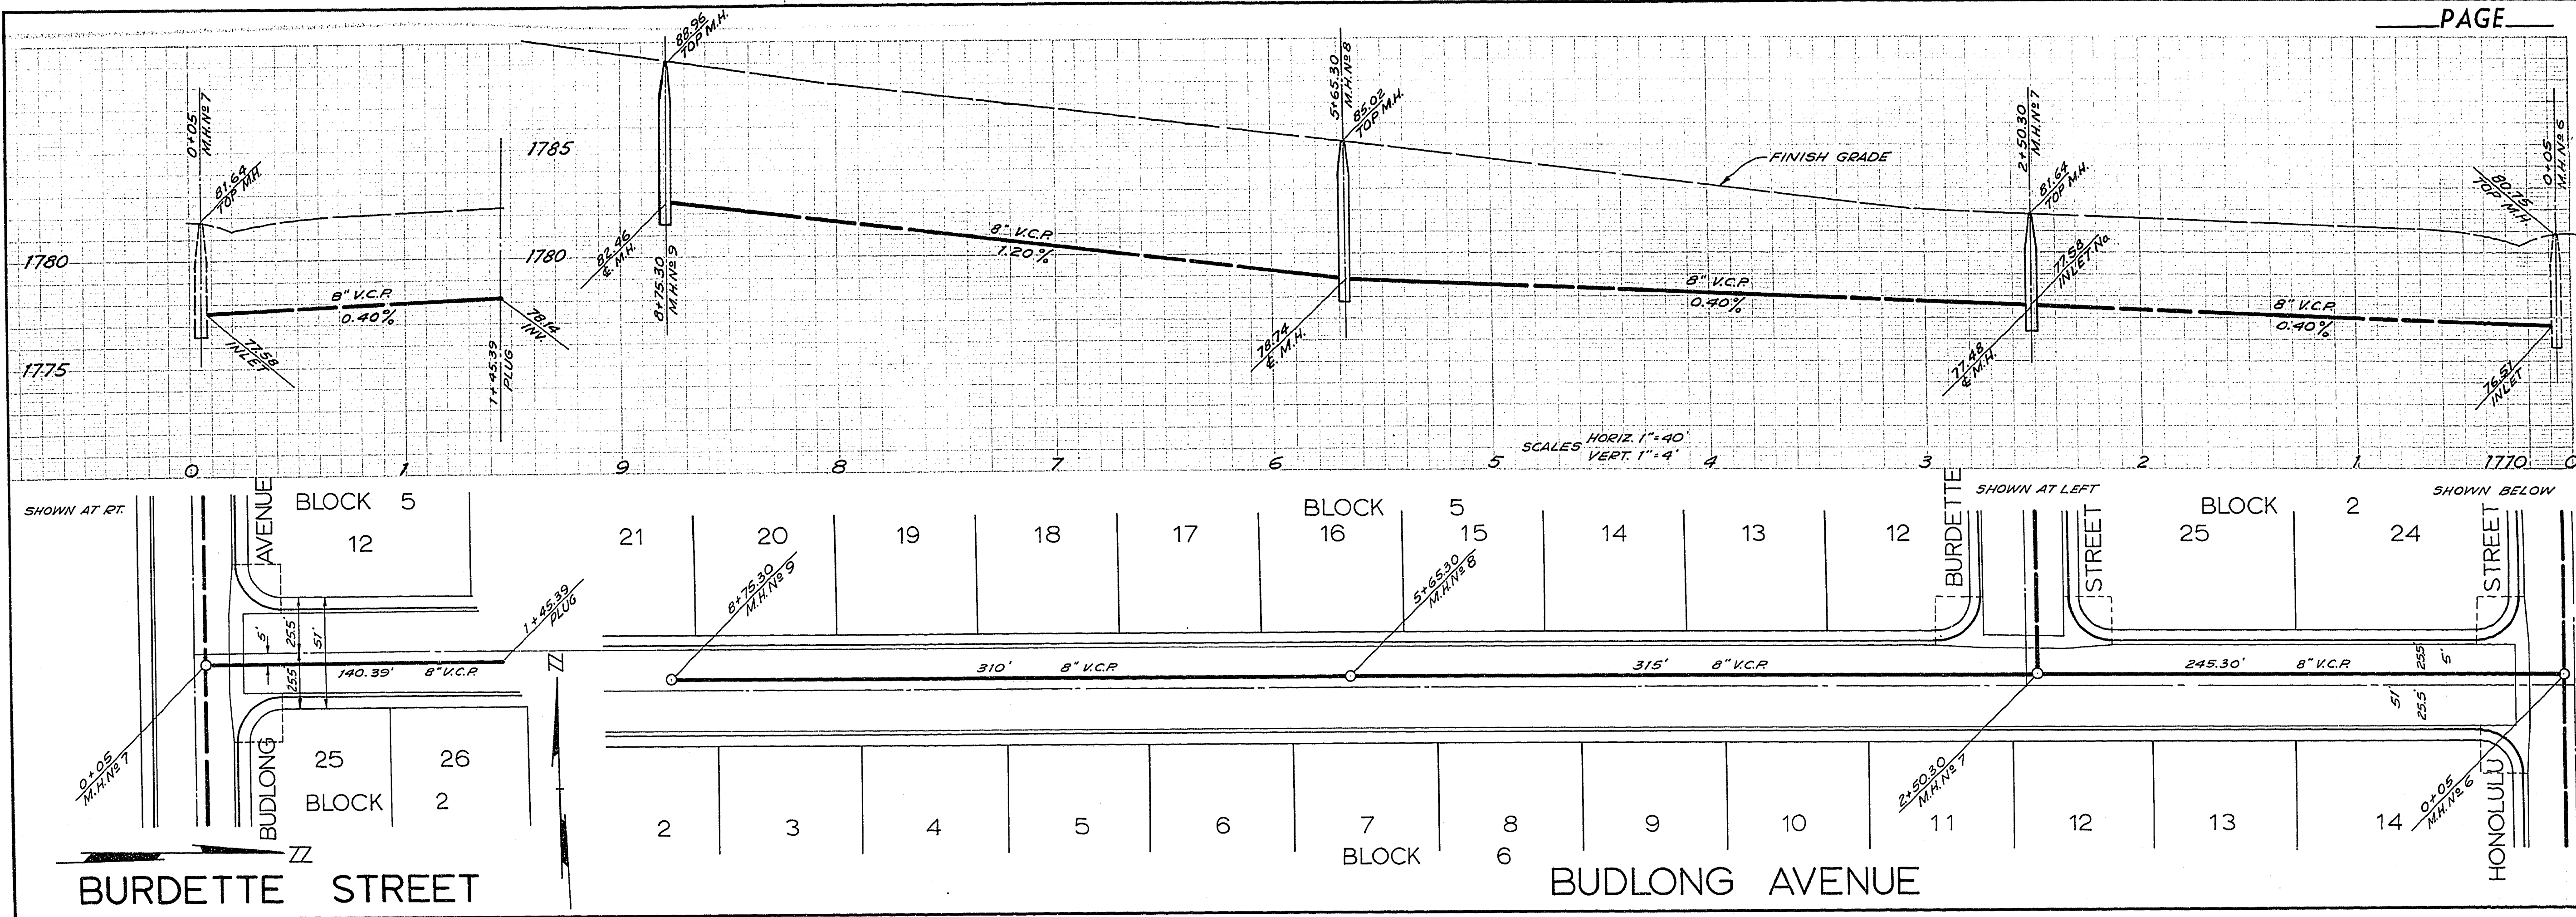 PAGE
0+05
M.H. Nº 7
81.64
TOP M.H.
1780
1775
8" V.C.P.
0.40%
77.58
INLET
78.14
INV.
1+45.39
PLUG
1785
1780
88.96
TOP M.H.
82.46
℄ M.H.
8+75.30
M.H. Nº 9
8" V.C.P.
1.20%
5+65.30
M.H. Nº 8
85.02
TOP M.H.
78.74
℄ M.H.
FINISH GRADE
8" V.C.P.
0.40%
2+50.30
M.H. Nº 7
81.64
TOP M.H.
77.58
INLET No.
77.48
℄ M.H.
8" V.C.P.
0.40%
80.75
TOP M.H.
0+05
M.H. Nº 6
76.57
INLET
SCALES HORIZ. 1"=40'
VERT. 1"=4'
0 1 9 8 7 6 5 4 3 2 1 1770 0
SHOWN AT RT.
AVENUE
BLOCK 5
12
5'
25.5'
51'
25.5'
140.39' 8" V.C.P.
1+45.39
PLUG
0+05
M.H. Nº 7
BUDLONG
25 26
BLOCK 2
Z
BURDETTE STREET
Z
BLOCK 5
21 20 19 18 17 16 15 14 13 12
8+75.30
M.H. Nº 9
5+65.30
M.H. Nº 8
BURDETTE
STREET
SHOWN AT LEFT
BLOCK 2
25 24
SHOWN BELOW
STREET
310' 8" V.C.P.
315' 8" V.C.P.
245.30' 8" V.C.P.
25.5'
5'
51'
25.5'
2+50.30
M.H. Nº 7
0+05
M.H. Nº 6
HONOLULU
2 3 4 5 6 7 8 9 10 11 12 13 14
BLOCK 6
BUDLONG AVENUE